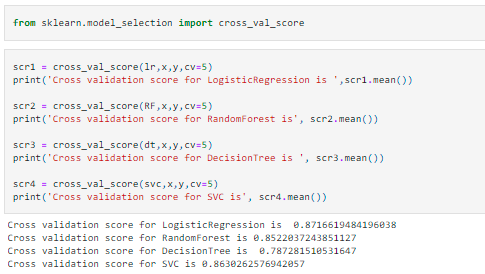 from sklearn.model_selection import cross_val_score
scr1 = cross_val_score(lr,x,y,cv=5)
print('Cross validation score for LogisticRegression is ',scr1.mean())
scr2 = cross_val_score(RF,x,y,cv=5)
print('Cross validation score for RandomForest is', scr2.mean())
scr3 = cross_val_score(dt,x,y,cv=5)
print('Cross validation score for DecisionTree is ', scr3.mean())
scr4 = cross_val_score(svc,x,y,cv=5)
print('Cross validation score for SVC is', scr4.mean())
Cross validation score for LogisticRegression is  0.8716619484196038
Cross validation score for RandomForest is 0.8522037243851127
Cross validation score for DecisionTree is  0.787281510531647
Cross validation score for SVC is 0.8630262576942057